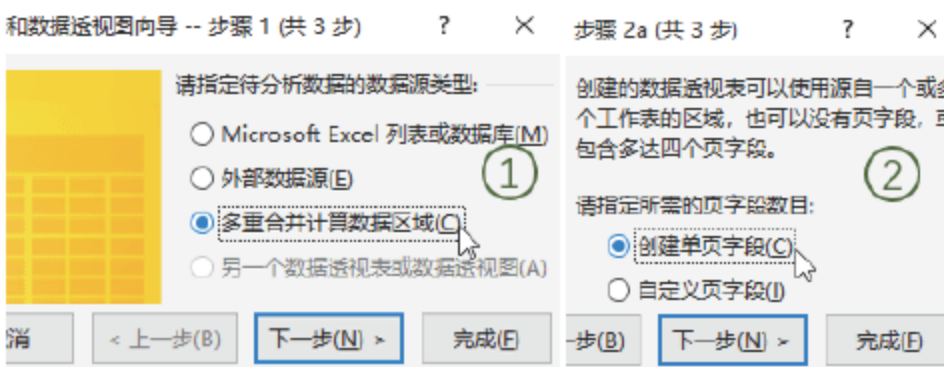 和数据透视图向导 -- 步骤 1 (共 3 步)
请指定待分析数据的数据源类型:
Microsoft Excel 列表或数据库(M)
外部数据源(E)
①
多重合并计算数据区域(C)
另一个数据透视表或数据透视图(A)
消
< 上一步(B)
下一步(N) >
完成(F)
步骤 2a (共 3 步)
创建的数据透视表可以使用源自一个或多
个工作表的区域，也可以没有页字段，或
包含多达四个页字段。
②
请指定所需的页字段数目:
创建单页字段(C)
自定义页字段(I)
步(B)
下一步(N) >
完成(F)